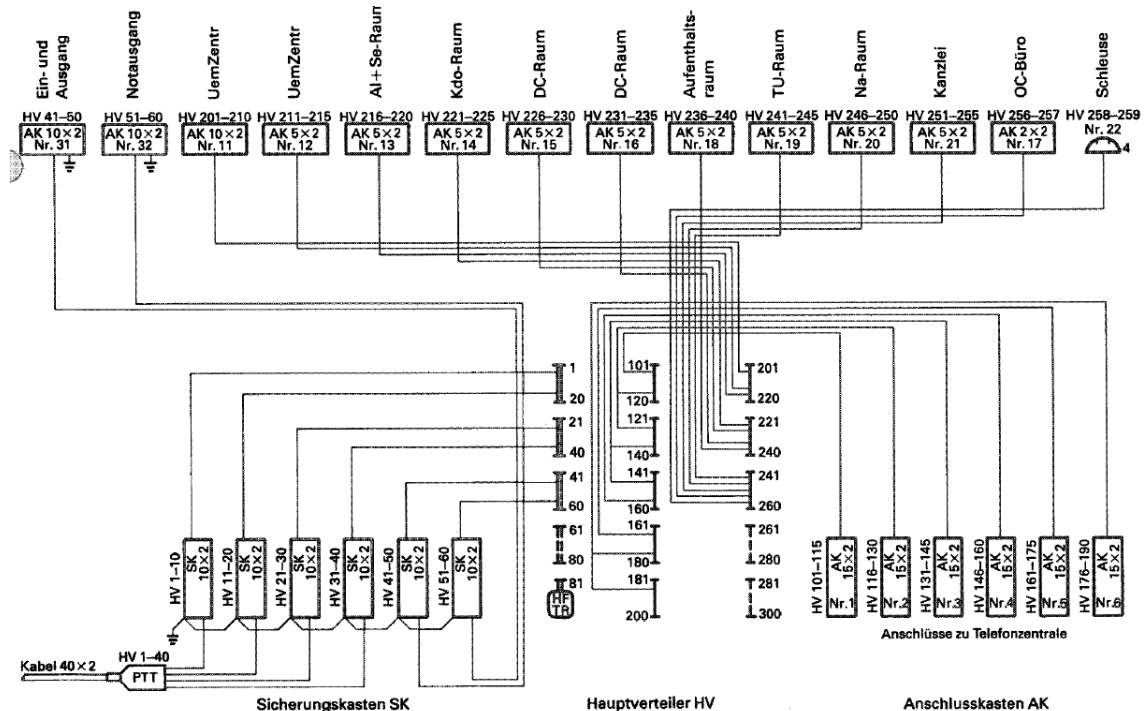 Ein- und
Ausgang
Notausgang
UemZentr
UemZentr
AI + Se-Raum
Kdo-Raum
DC-Raum
DC-Raum
Aufenthalts-
raum
TU-Raum
Na-Raum
Kanzlei
OC-Büro
Schleuse
HV 41–50
AK 10×2
Nr. 31
HV 51–60
AK 10×2
Nr. 32
HV 201–210
AK 10×2
Nr. 11
HV 211–215
AK 5×2
Nr. 12
HV 216–220
AK 5×2
Nr. 13
HV 221–225
AK 5×2
Nr. 14
HV 226–230
AK 5×2
Nr. 15
HV 231–235
AK 5×2
Nr. 16
HV 236–240
AK 5×2
Nr. 18
HV 241–245
AK 5×2
Nr. 19
HV 246–250
AK 5×2
Nr. 20
HV 251–255
AK 5×2
Nr. 21
HV 256–257
AK 2×2
Nr. 17
HV 258–259
Nr. 22
4
1
20
21
40
41
60
61
80
81
HF
TR
101
120
121
140
141
160
161
180
181
200
201
220
221
240
241
260
261
280
281
300
HV 1–10
SK
10×2
HV 11–20
SK
10×2
HV 21–30
SK
10×2
HV 31–40
SK
10×2
HV 41–50
SK
10×2
HV 51–60
SK
10×2
HV 101–115
AK
15×2
Nr.1
HV 116–130
AK
15×2
Nr.2
HV 131–145
AK
15×2
Nr.3
HV 146–160
AK
15×2
Nr.4
HV 161–175
AK
15×2
Nr.5
HV 176–190
AK
15×2
Nr.6
Anschlüsse zu Telefonzentrale
Kabel 40×2
HV 1–40
PTT
Sicherungskasten SK
Hauptverteiler HV
Anschlusskasten AK